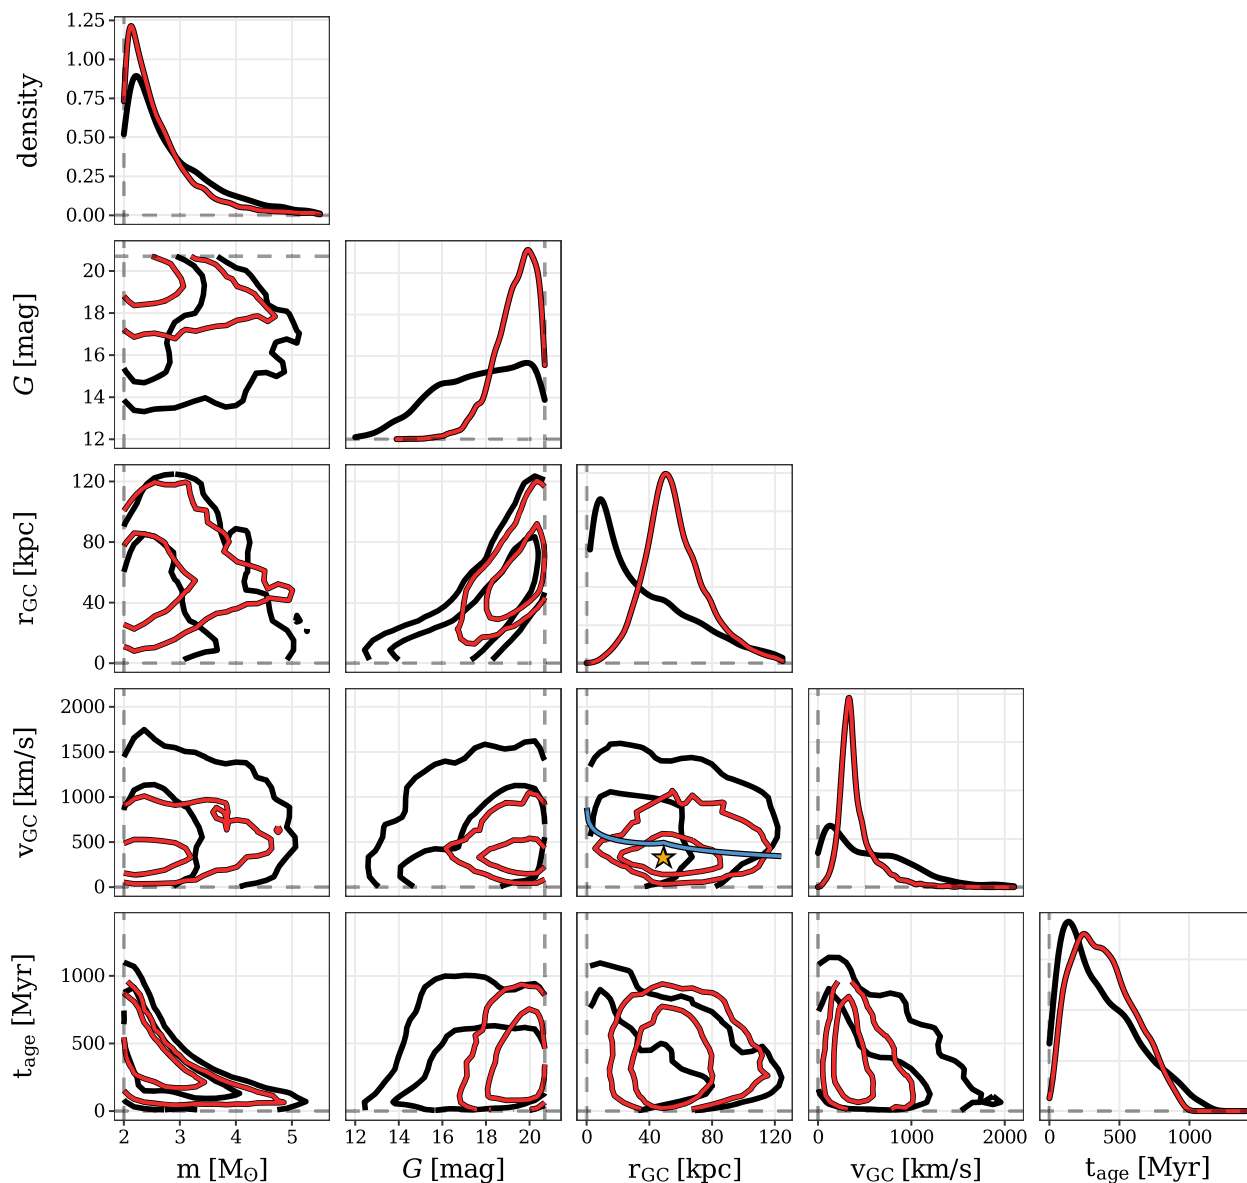 1.25
1.00
0.75
0.50
0.25
0.00
density
20
18
16
14
12
G [mag]
120
80
40
0
r_GC [kpc]
2000
1500
1000
500
0
v_GC [km/s]
1000
500
0
t_age [Myr]
2 3 4 5
12 14 16 18 20
0 40 80 120
0 1000 2000
0 500 1000
m [M_⊙]
G [mag]
r_GC [kpc]
v_GC [km/s]
t_age [Myr]